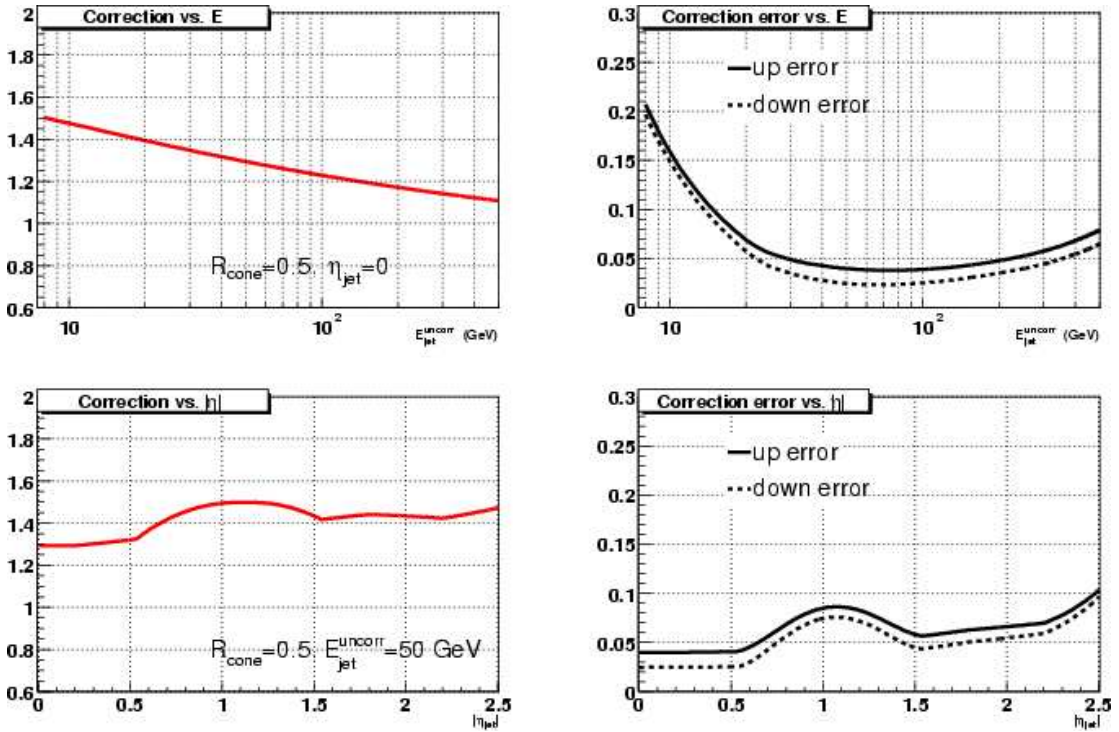 Correction vs. E
2
1.8
1.6
1.4
1.2
1
0.8
0.6
R_cone=0.5, η_jet=0
10
10^2
E_jet^uncorr (GeV)
Correction error vs. E
0.3
0.25
0.2
0.15
0.1
0.05
0
up error
down error
10
10^2
E_jet^uncorr (GeV)
Correction vs. |η|
2
1.8
1.6
1.4
1.2
1
0.8
0.6
R_cone=0.5, E_jet^uncorr=50 GeV
0 0.5 1 1.5 2 2.5
|η_jet|
Correction error vs. |η|
0.3
0.25
0.2
0.15
0.1
0.05
0
up error
down error
0 0.5 1 1.5 2 2.5
|η_jet|